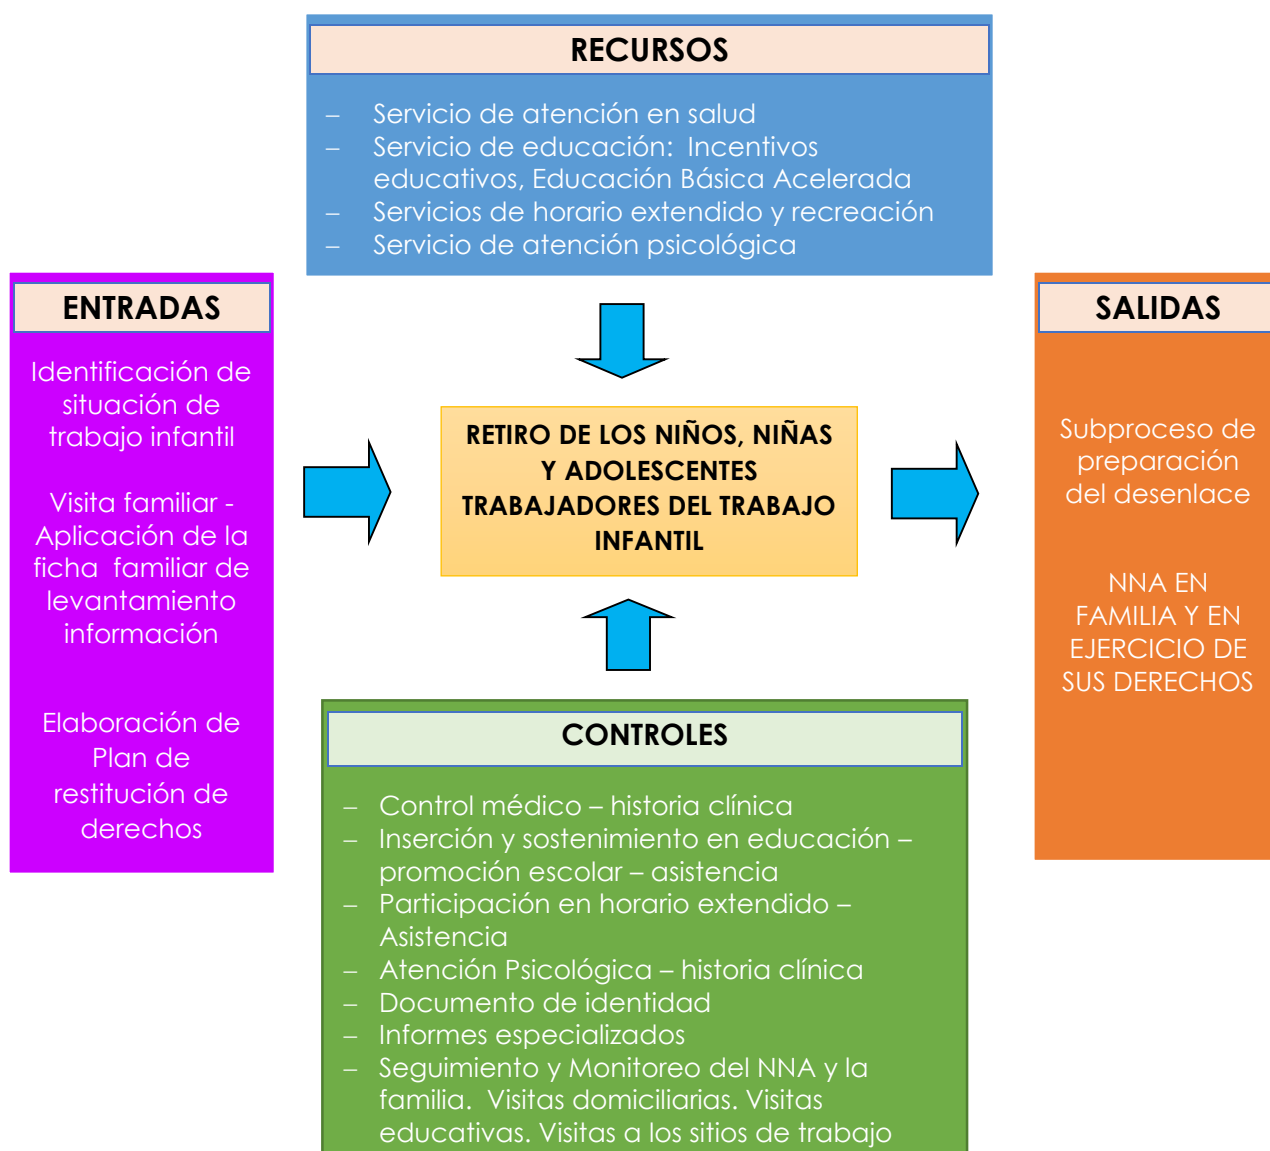 RECURSOS
– Servicio de atención en salud
– Servicio de educación:  Incentivos
educativos, Educación Básica Acelerada
– Servicios de horario extendido y recreación
– Servicio de atención psicológica
ENTRADAS
Identificación de
situación de
trabajo infantil
Visita familiar -
Aplicación de la
ficha  familiar de
levantamiento
información
Elaboración de
Plan de
restitución de
derechos
RETIRO DE LOS NIÑOS, NIÑAS
Y ADOLESCENTES
TRABAJADORES DEL TRABAJO
INFANTIL
SALIDAS
Subproceso de
preparación
del desenlace
NNA EN
FAMILIA Y EN
EJERCICIO DE
SUS DERECHOS
CONTROLES
– Control médico – historia clínica
– Inserción y sostenimiento en educación –
promoción escolar – asistencia
– Participación en horario extendido –
Asistencia
– Atención Psicológica – historia clínica
– Documento de identidad
– Informes especializados
– Seguimiento y Monitoreo del NNA y la
familia.  Visitas domiciliarias. Visitas
educativas. Visitas a los sitios de trabajo